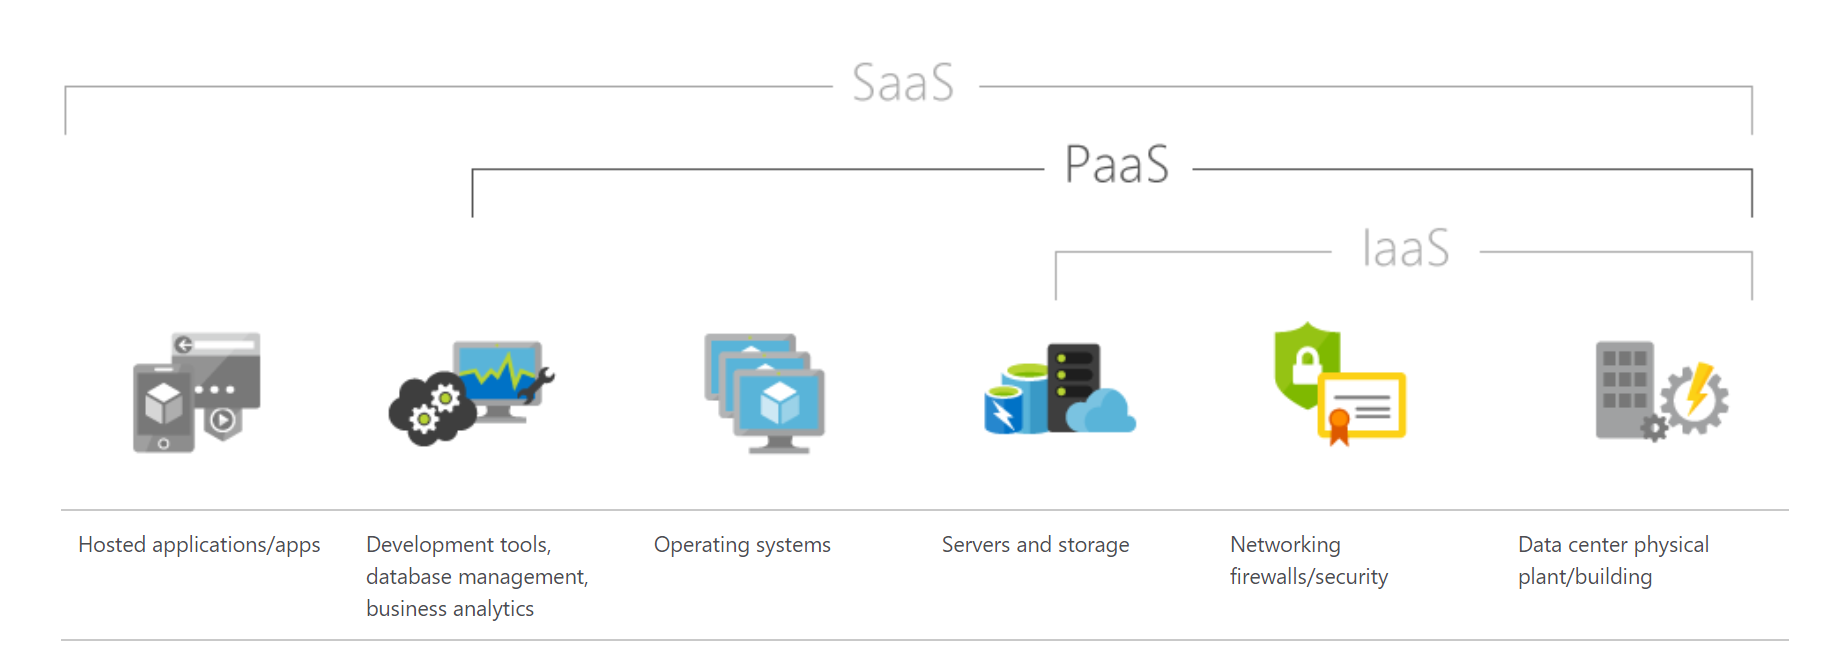 SaaS
PaaS
IaaS
Hosted applications/apps
Development tools,
database management,
business analytics
Operating systems
Servers and storage
Networking
firewalls/security
Data center physical
plant/building